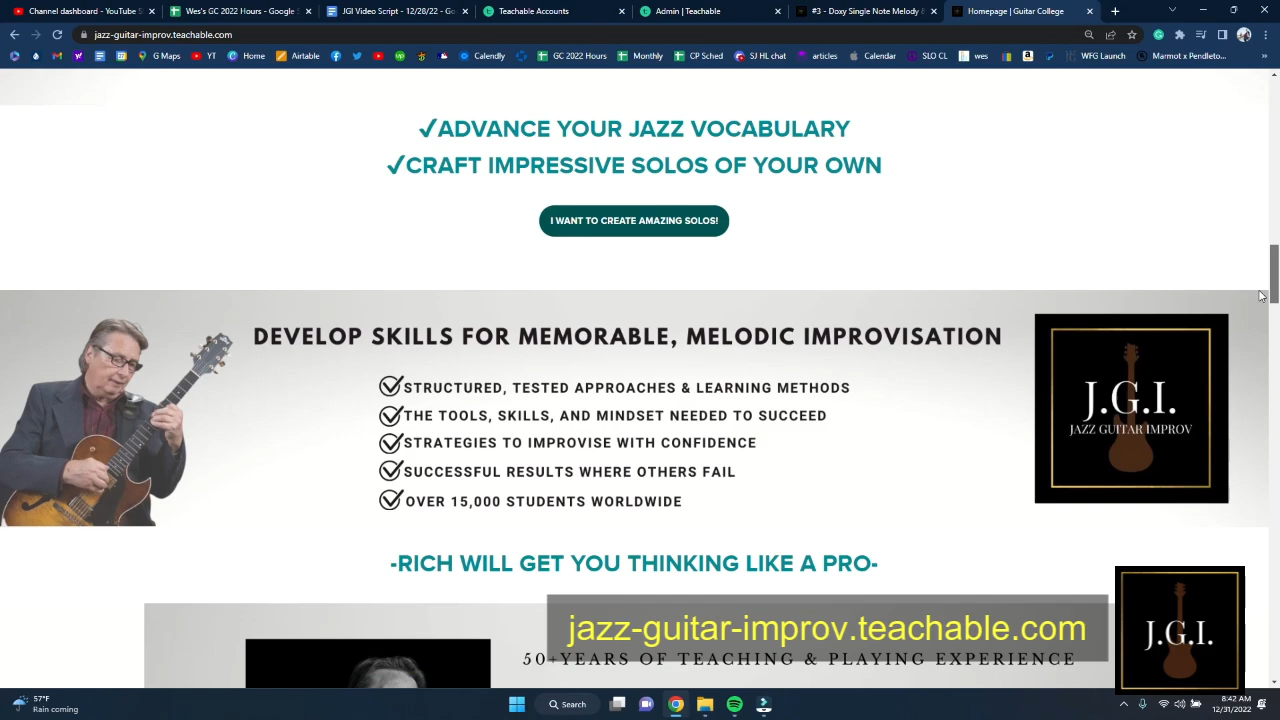 Channel dashboard - YouTu
Wes's GC 2022 Hours - Googl
JGI Video Script - 12/28/22 - Go
Admin | Guitar College
#3 - Doxy Single Note Melody &
Homepage | Guitar College
jazz-guitar-improv.teachable.com
G Maps
YT
Home
Airtable
Calendly
GC 2022 Hours
Monthly
CP Sched
SJ HL chat
articles
Calendar
SLO CL
wes
WFG Launch
Marmot x Pendleto...
✓ADVANCE YOUR JAZZ VOCABULARY
✓CRAFT IMPRESSIVE SOLOS OF YOUR OWN
I WANT TO CREATE AMAZING SOLOS!
DEVELOP SKILLS FOR MEMORABLE, MELODIC IMPROVISATION
STRUCTURED, TESTED APPROACHES & LEARNING METHODS
THE TOOLS, SKILLS, AND MINDSET NEEDED TO SUCCEED
STRATEGIES TO IMPROVISE WITH CONFIDENCE
SUCCESSFUL RESULTS WHERE OTHERS FAIL
OVER 15,000 STUDENTS WORLDWIDE
J.G.I.
JAZZ GUITAR IMPROV
-RICH WILL GET YOU THINKING LIKE A PRO-
jazz-guitar-improv.teachable.com
50+YEARS OF TEACHING & PLAYING EXPERIENCE
J.G.I.
57°F
Rain coming
Search
8:42 AM
12/31/2022